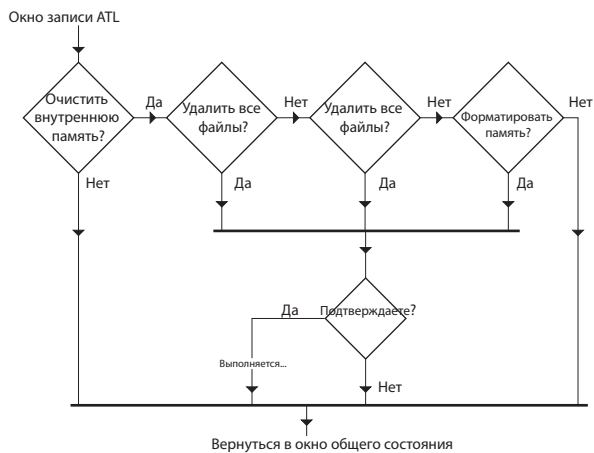 Окно записи ATL
Очистить
внутреннюю
память?
Да
Удалить все
файлы?
Нет
Удалить все
файлы?
Нет
Форматировать
память?
Нет
Нет
Да
Да
Да
Да
Подтверждаете?
Выполняется...
Нет
Вернуться в окно общего состояния